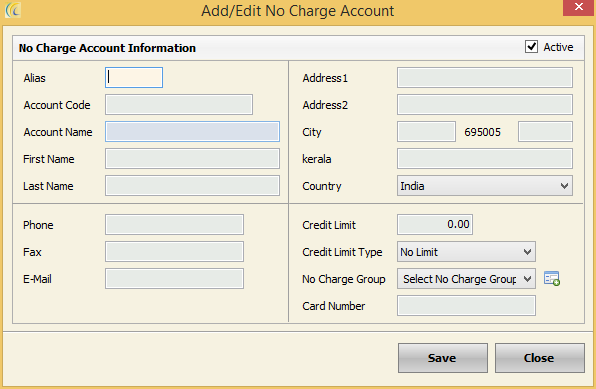 Add/Edit No Charge Account
No Charge Account Information
Active
Alias
Account Code
Account Name
First Name
Last Name
Address1
Address2
City 695005
kerala
Country India
Phone
Fax
E-Mail
Credit Limit 0.00
Credit Limit Type No Limit
No Charge Group Select No Charge Group
Card Number
Save Close